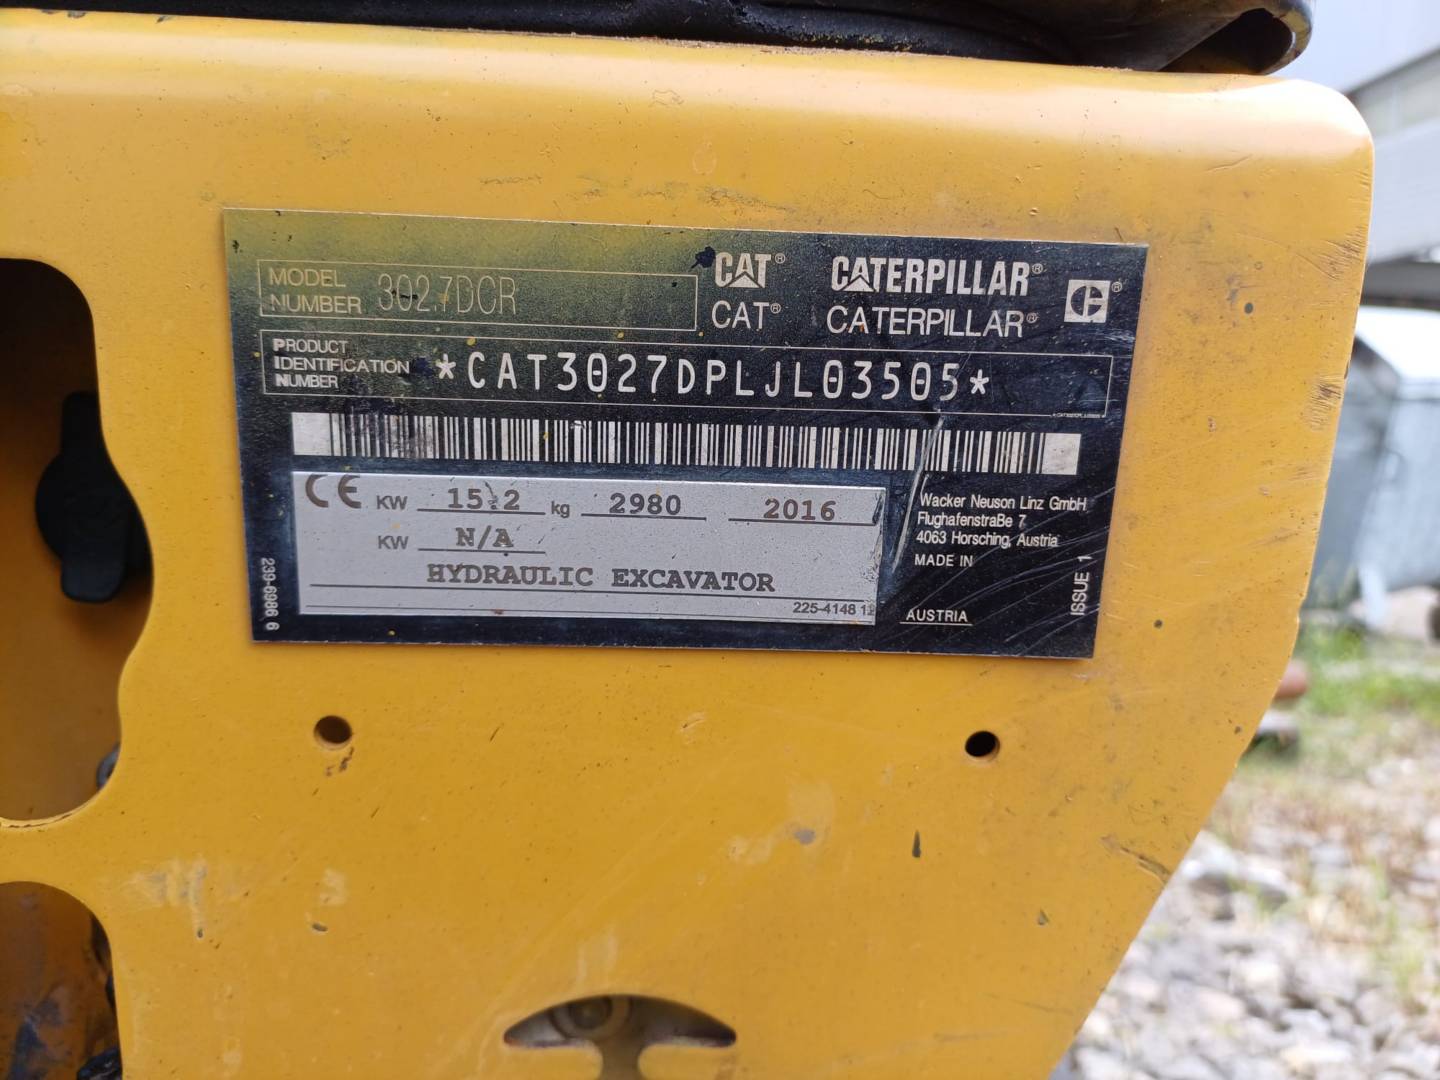 MODEL NUMBER 302.7DCR
CAT® CATERPILLAR®
CAT® CATERPILLAR®
PRODUCT IDENTIFICATION NUMBER *CAT3027DPLJL03505*
CE KW 15.2 kg 2980 2016
KW N/A
HYDRAULIC EXCAVATOR
225-4148
Wacker Neuson Linz GmbH
Flughafenstraße 7
4063 Horsching, Austria
MADE IN
AUSTRIA
ISSUE 1
239-6986 6